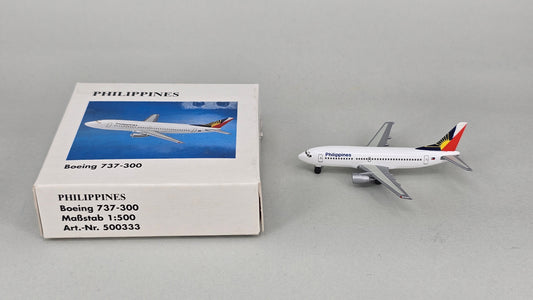 PHILIPPINES
Boeing 737-300
PHILIPPINES
Boeing 737-300
Maßstab 1:500
Art.-Nr. 500333
Philippines